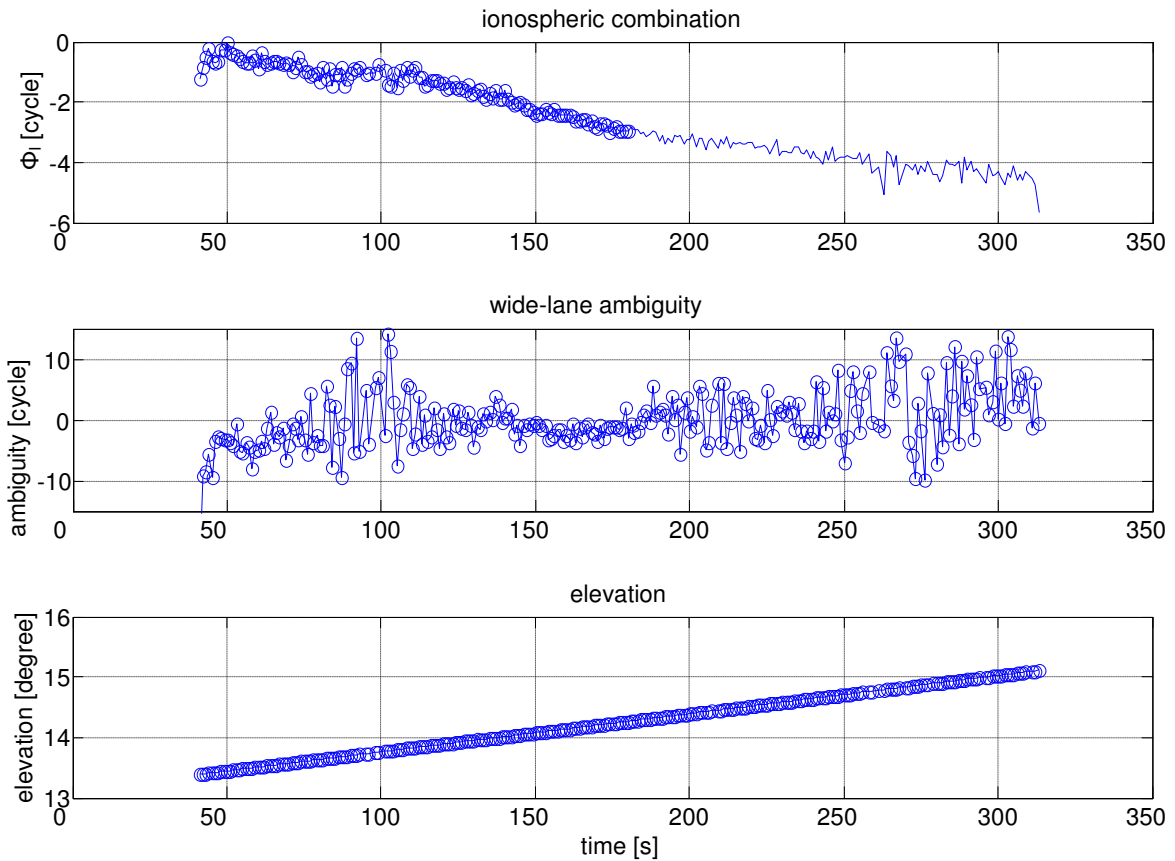 ionospheric combination
0
-2
-4
-6
Φ_I [cycle]
0 50 100 150 200 250 300 350
wide-lane ambiguity
10
0
-10
ambiguity [cycle]
0 50 100 150 200 250 300 350
elevation
16
15
14
13
elevation [degree]
0 50 100 150 200 250 300 350
time [s]